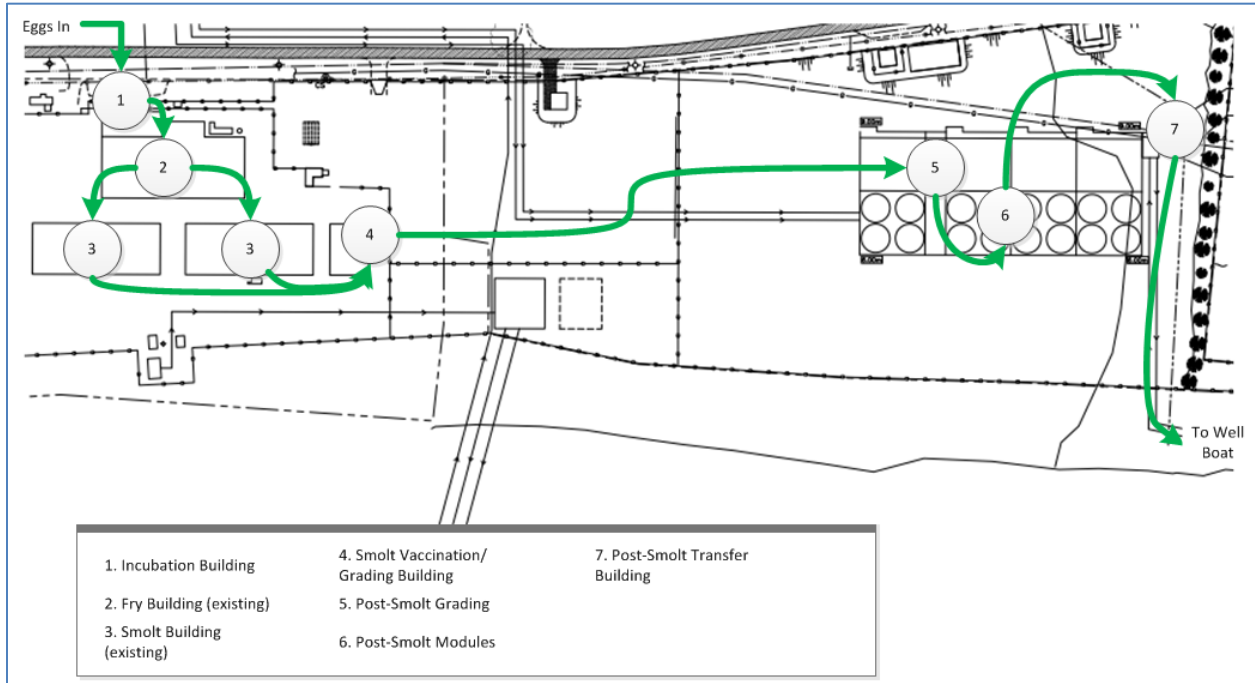 Eggs In
1
2
3
3
4
5
6
7
To Well
Boat
1. Incubation Building
2. Fry Building (existing)
3. Smolt Building
(existing)
4. Smolt Vaccination/
Grading Building
5. Post-Smolt Grading
6. Post-Smolt Modules
7. Post-Smolt Transfer
Building